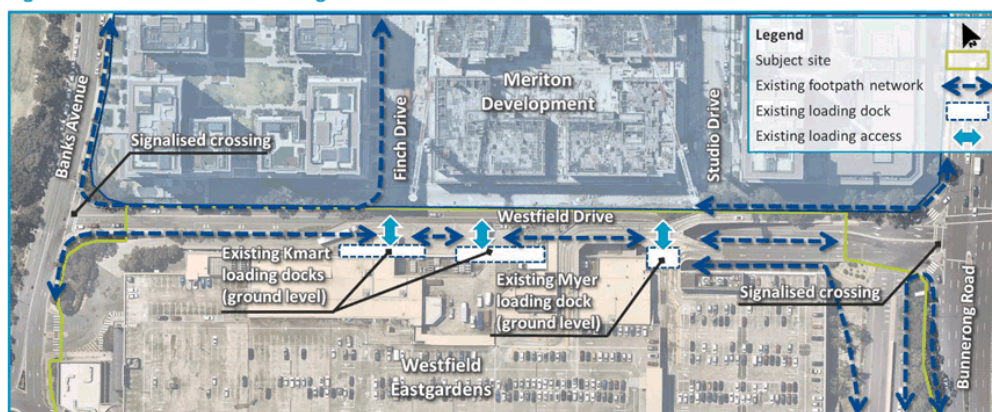 Legend
Subject site
Existing footpath network
Existing loading dock
Existing loading access
Banks Avenue
Signalised crossing
Finch Drive
Meriton
Development
Studio Drive
Westfield Drive
Existing Kmart
loading docks
(ground level)
Existing Myer
loading dock
(ground level)
Signalised crossing
Bunnerong Road
Westfield
Eastgardens